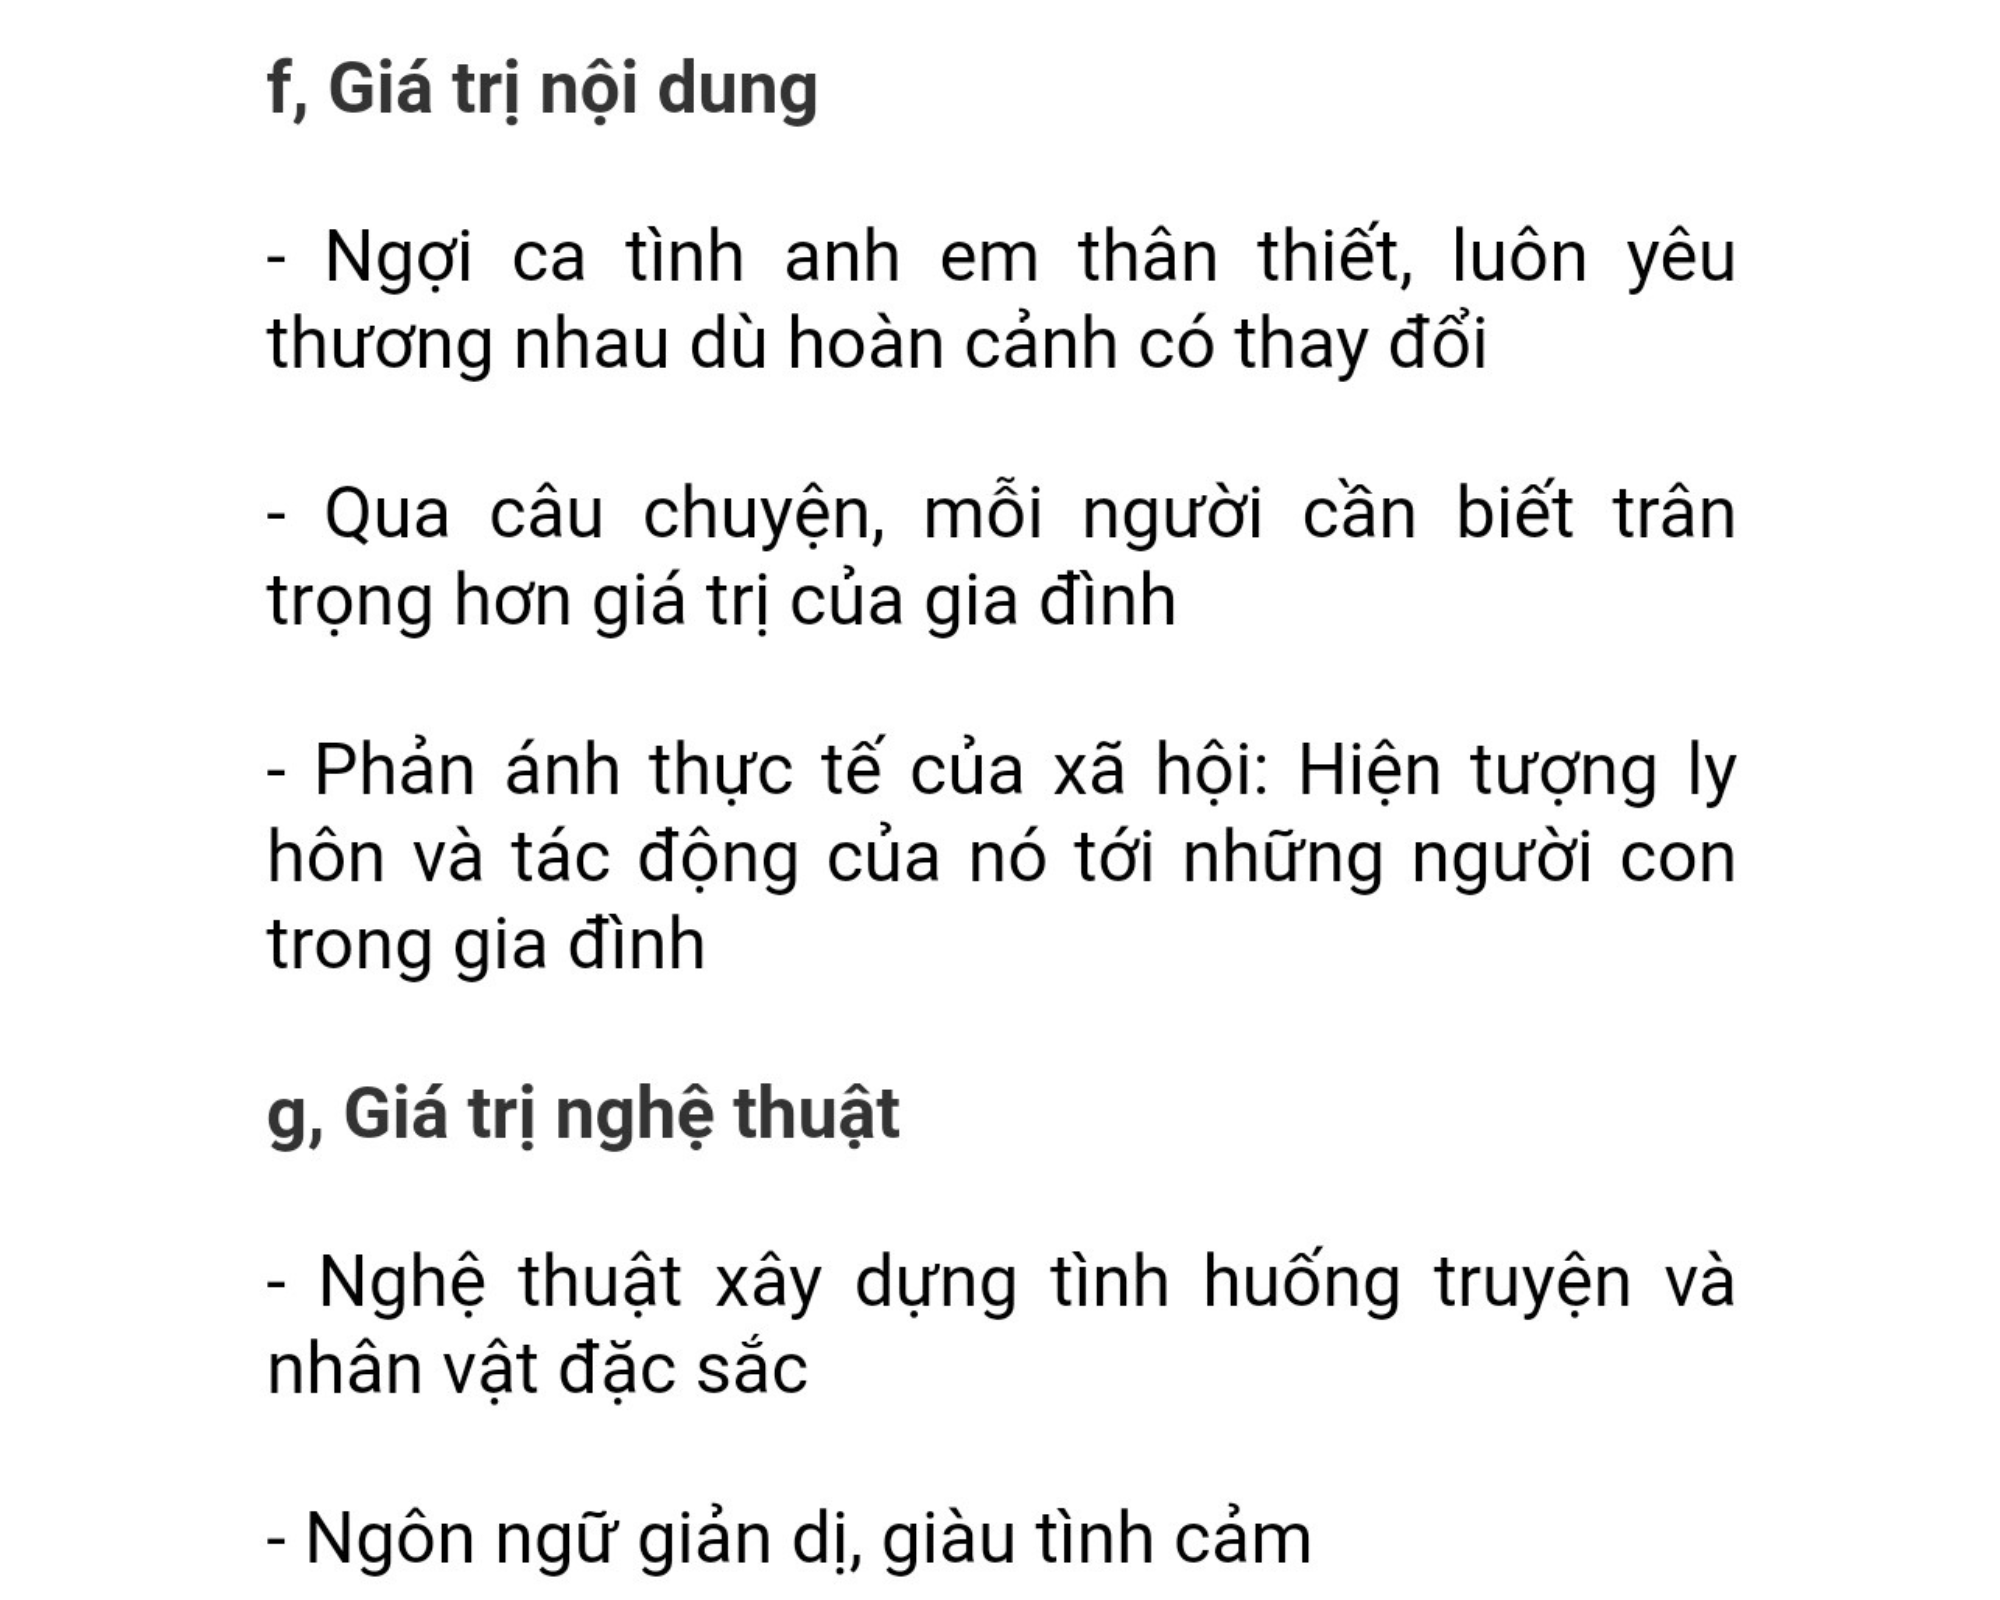 f, Giá trị nội dung
- Ngợi ca tình anh em thân thiết, luôn yêu
thương nhau dù hoàn cảnh có thay đổi
- Qua câu chuyện, mỗi người cần biết trân
trọng hơn giá trị của gia đình
- Phản ánh thực tế của xã hội: Hiện tượng ly
hôn và tác động của nó tới những người con
trong gia đình
g, Giá trị nghệ thuật
- Nghệ thuật xây dựng tình huống truyện và
nhân vật đặc sắc
- Ngôn ngữ giản dị, giàu tình cảm